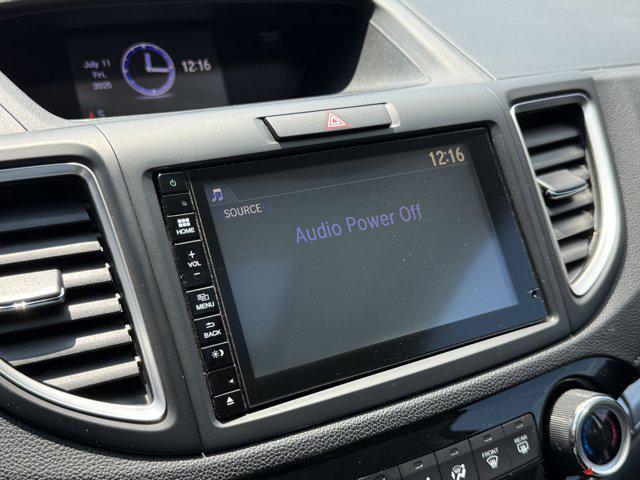 July 11
Fri.
2025
12:16
S
12:16
SOURCE
Audio Power Off
HOME
+
VOL
-
MENU
BACK
FRONT
REAR